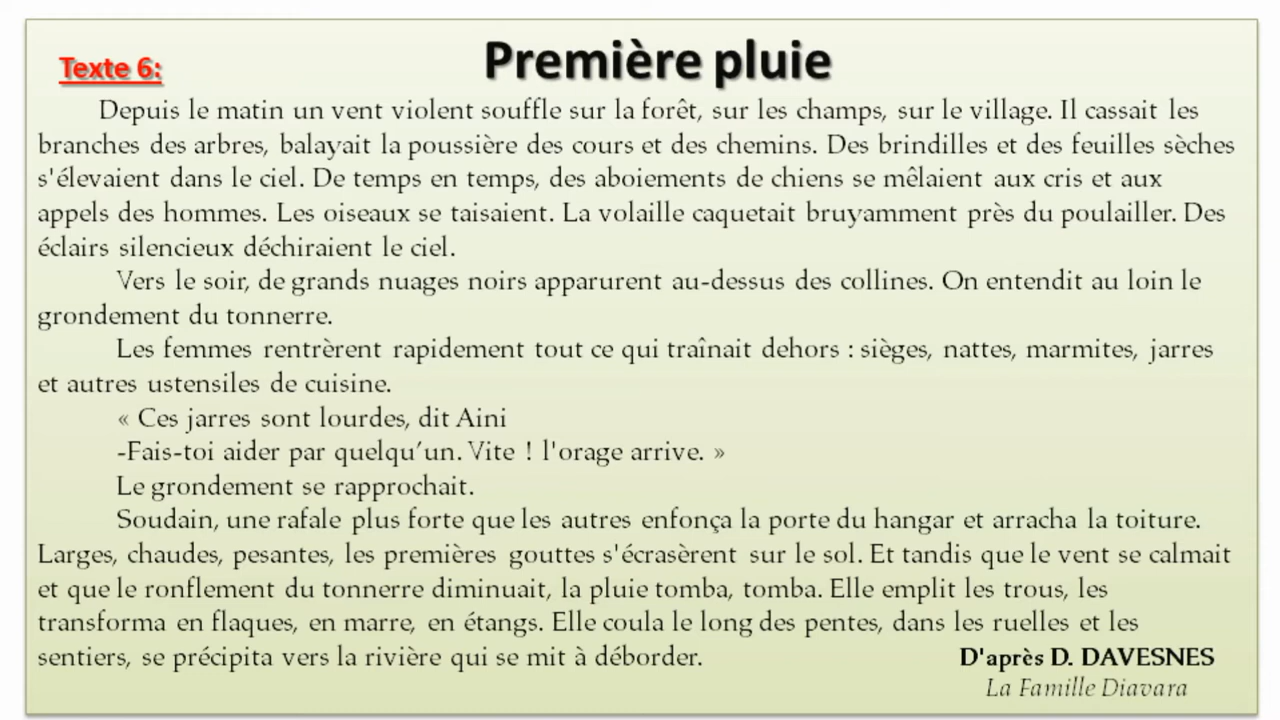 Texte 6:
Première pluie
Depuis le matin un vent violent souffle sur la forêt, sur les champs, sur le village. Il cassait les
branches des arbres, balayait la poussière des cours et des chemins. Des brindilles et des feuilles sèches
s'élevaient dans le ciel. De temps en temps, des aboiements de chiens se mêlaient aux cris et aux
appels des hommes. Les oiseaux se taisaient. La volaille caquetait bruyamment près du poulailler. Des
éclairs silencieux déchiraient le ciel.
Vers le soir, de grands nuages noirs apparurent au-dessus des collines. On entendit au loin le
grondement du tonnerre.
Les femmes rentrèrent rapidement tout ce qui traînait dehors : sièges, nattes, marmites, jarres
et autres ustensiles de cuisine.
« Ces jarres sont lourdes, dit Aini
-Fais-toi aider par quelqu’un. Vite ! l'orage arrive. »
Le grondement se rapprochait.
Soudain, une rafale plus forte que les autres enfonça la porte du hangar et arracha la toiture.
Larges, chaudes, pesantes, les premières gouttes s'écrasèrent sur le sol. Et tandis que le vent se calmait
et que le ronflement du tonnerre diminuait, la pluie tomba, tomba. Elle emplit les trous, les
transforma en flaques, en marre, en étangs. Elle coula le long des pentes, dans les ruelles et les
sentiers, se précipita vers la rivière qui se mit à déborder.
D'après D. DAVESNES
La Famille Diavara